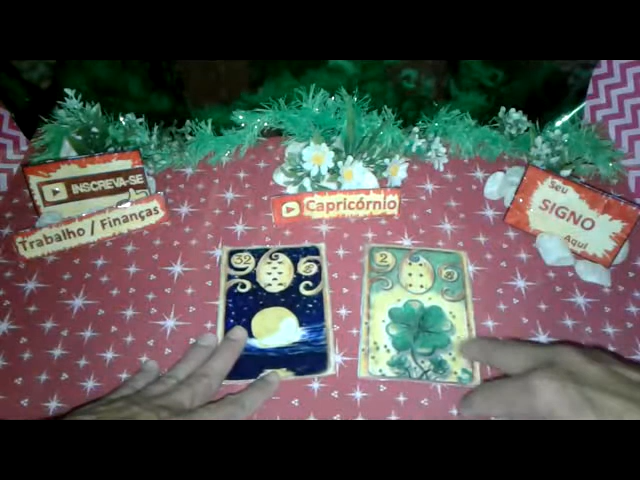 INSCREVA-SE
Trabalho / Finanças
Capricórnio
Seu
SIGNO
Aqui
32
2